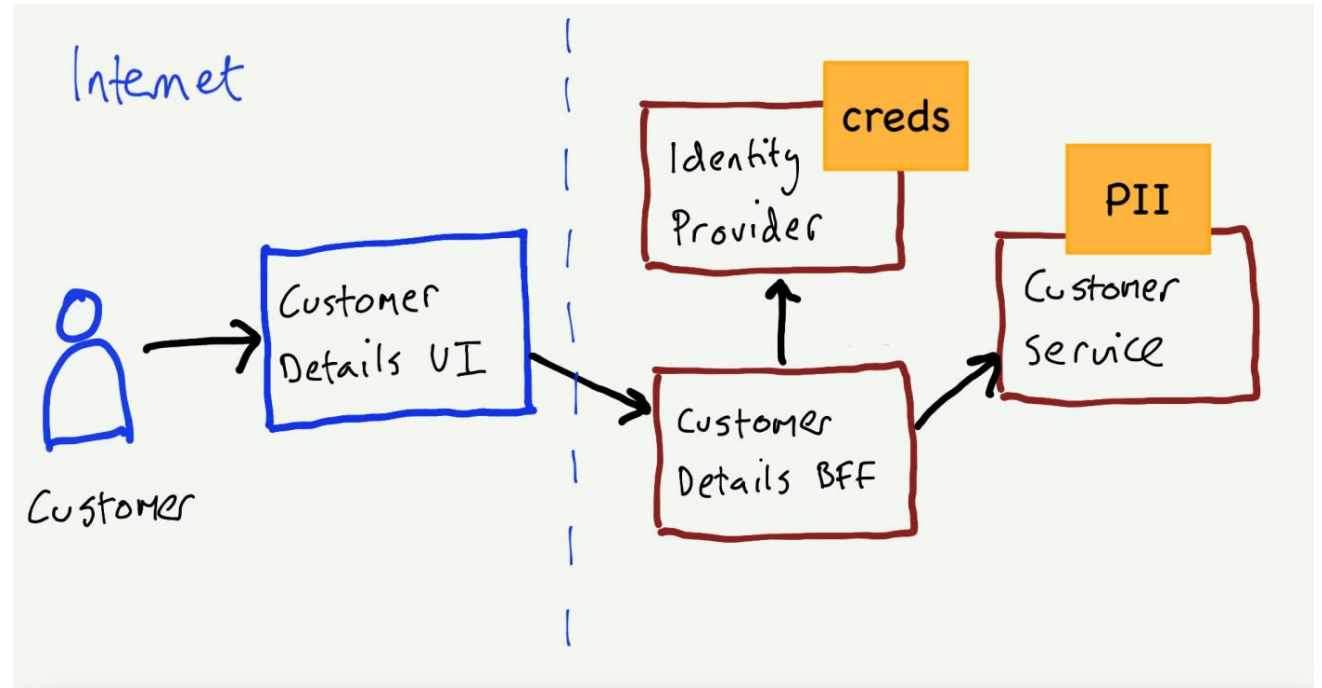 Internet
Customer
Customer
Details UI
Identity
Provider
creds
Customer
Details BFF
PII
Customer
Service